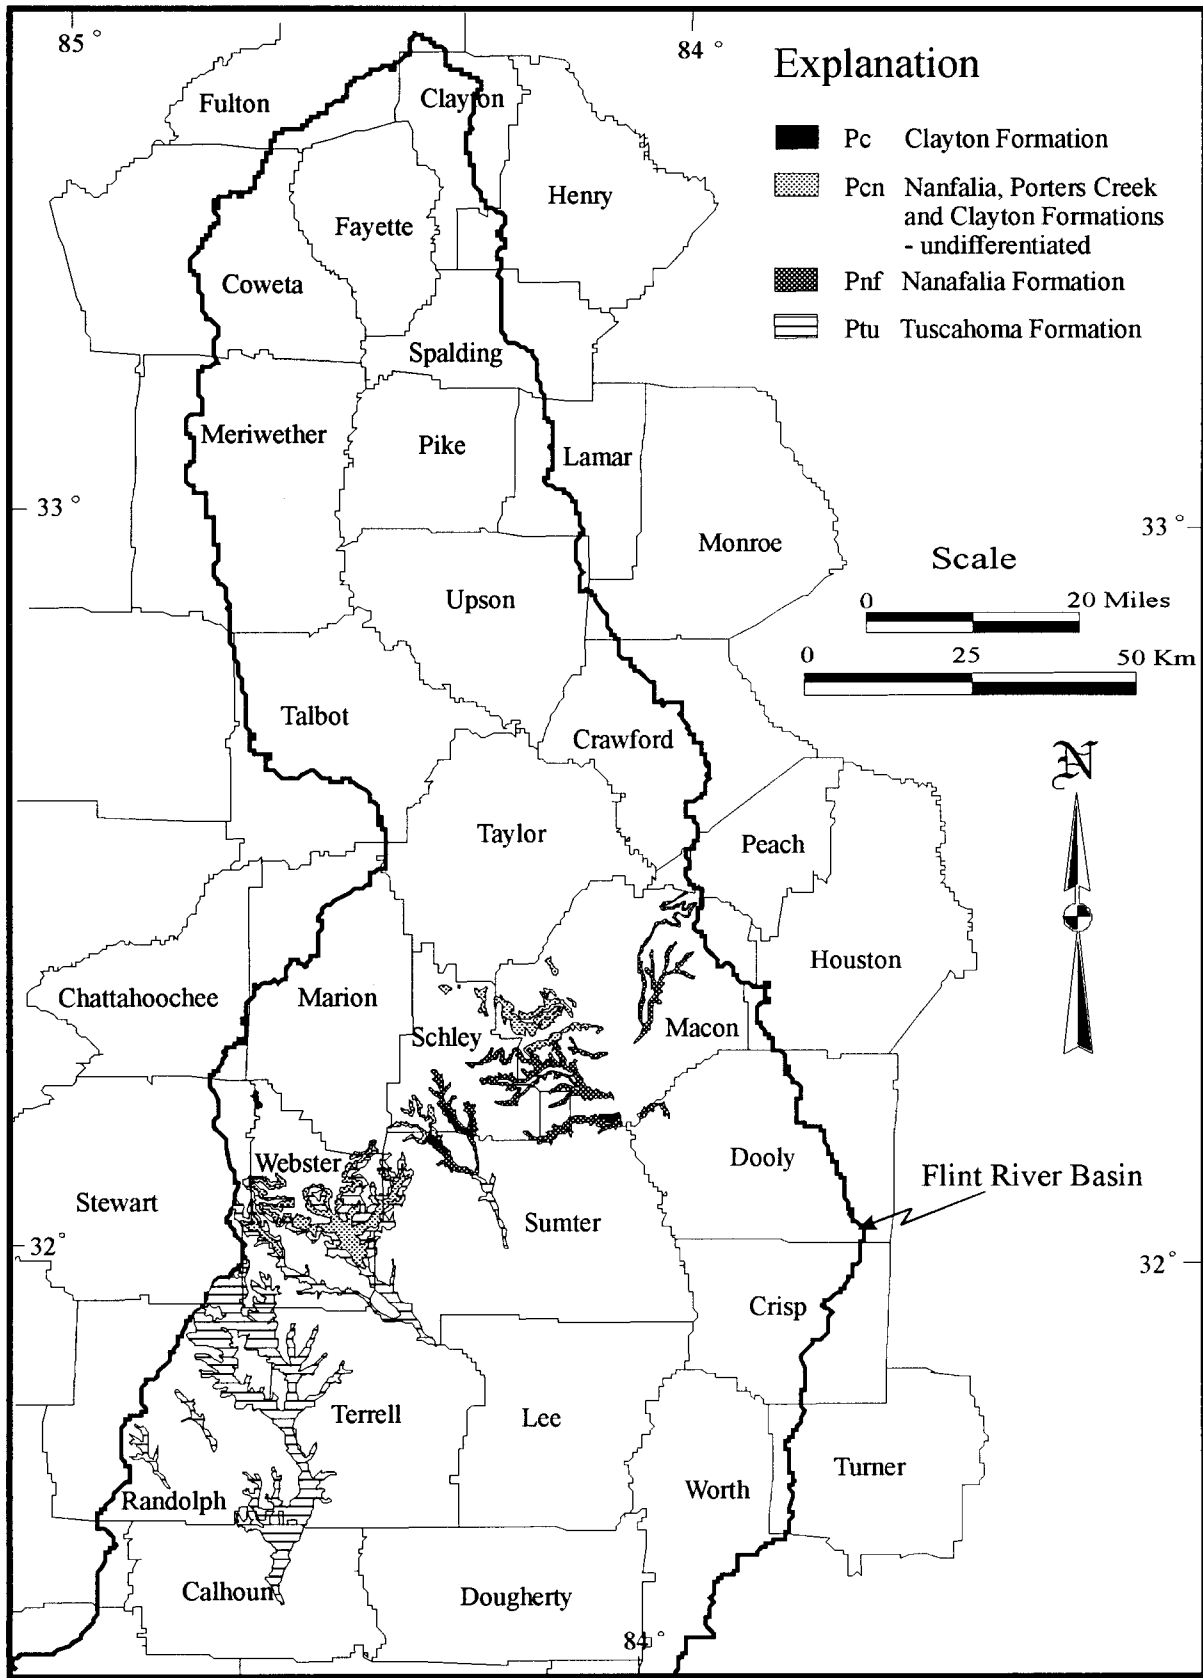 85 °
84 °
Explanation
Pc Clayton Formation
Pcn Nanfalia, Porters Creek
and Clayton Formations
- undifferentiated
Pnf Nanafalia Formation
Ptu Tuscahoma Formation
Fulton
Clayton
Henry
Fayette
Coweta
Spalding
Meriwether
Pike
Lamar
33 °
33 °
Monroe
Scale
Upson
0 20 Miles
0 25 50 Km
Talbot
Crawford
N
Taylor
Peach
Houston
Chattahoochee
Marion
Schley
Macon
Webster
Dooly
Flint River Basin
Stewart
Sumter
32 °
32 °
Crisp
Terrell
Lee
Turner
Randolph
Worth
Calhoun
Dougherty
84 °